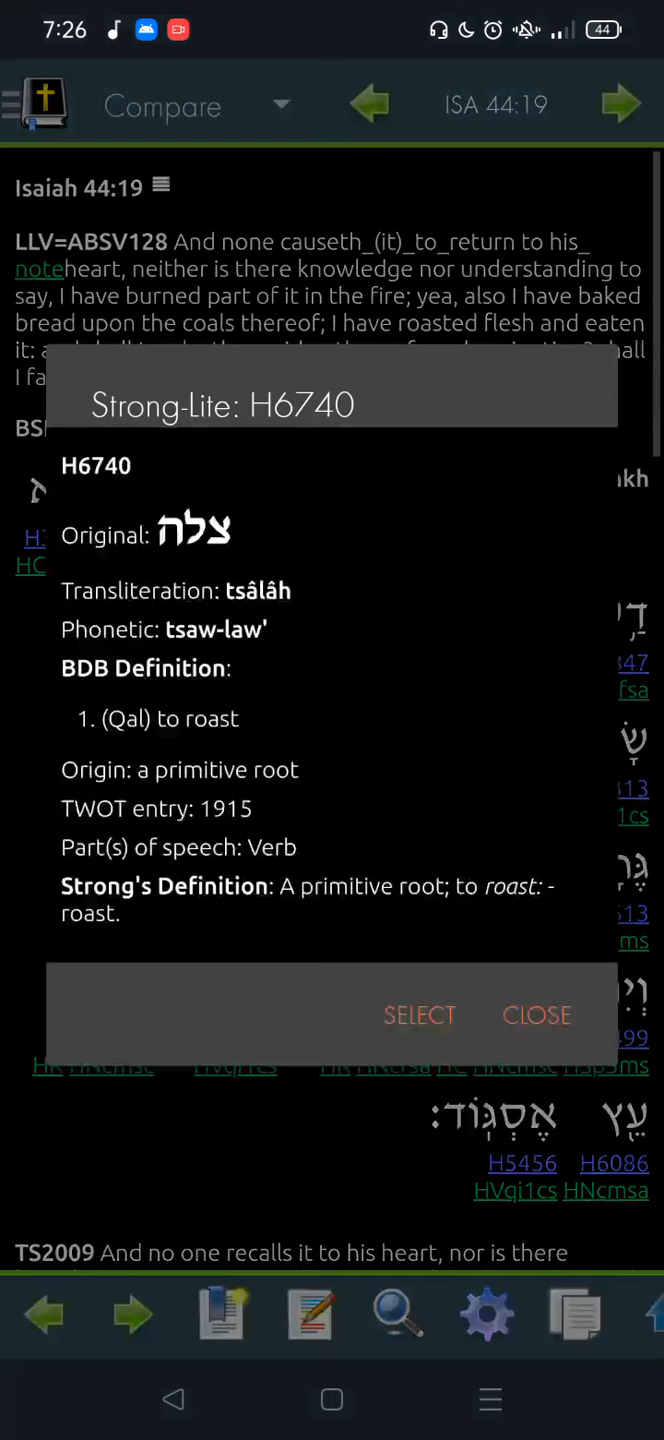 7:26
44
Compare
ISA 44:19
Isaiah 44:19
LLV=ABSV128 And none causeth_(it)_to_return to his_
noteheart, neither is there knowledge nor understanding to
say, I have burned part of it in the fire; yea, also I have baked
bread upon the coals thereof; I have roasted flesh and eaten
it:
I fa
Strong-Lite: H6740
H6740
Original: צלה
Transliteration: tsâlâh
Phonetic: tsaw-law'
BDB Definition:
1. (Qal) to roast
Origin: a primitive root
TWOT entry: 1915
Part(s) of speech: Verb
Strong's Definition: A primitive root; to roast: -
roast.
SELECT CLOSE
עֵ֖ץ אֶסְגּֽוֹד׃
H5456 H6086
HVqi1cs HNcmsa
TS2009 And no one recalls it to his heart, nor is there